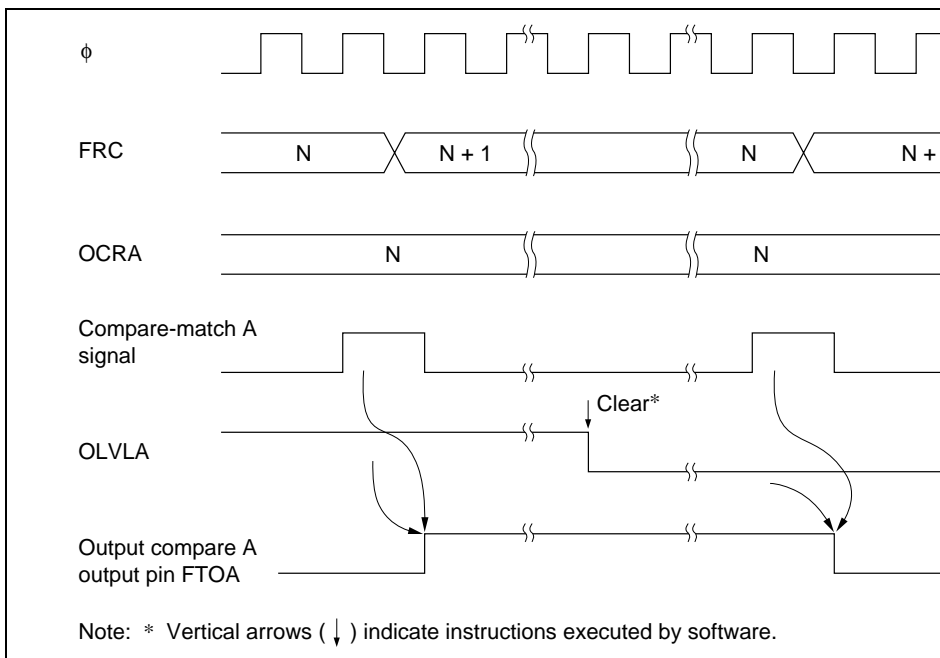 ϕ
FRC
N
N + 1
N
N +
OCRA
N
N
Compare-match A
signal
Clear*
OLVLA
Output compare A
output pin FTOA
Note: * Vertical arrows ( ↓ ) indicate instructions executed by software.